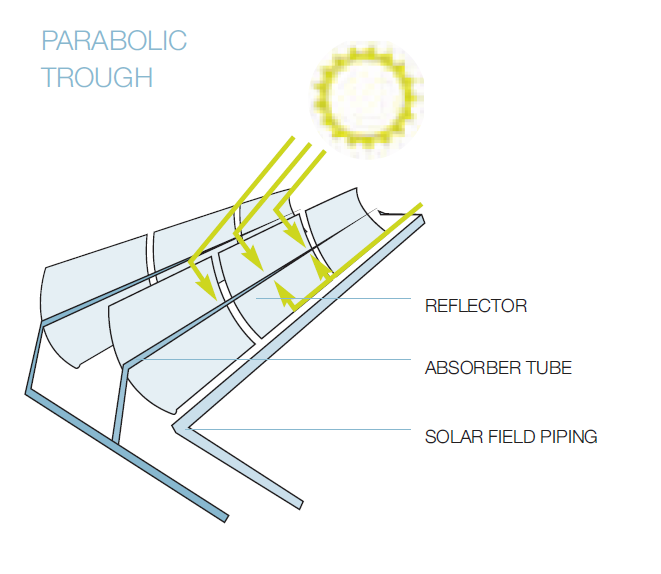 PARABOLIC
TROUGH
REFLECTOR
ABSORBER TUBE
SOLAR FIELD PIPING